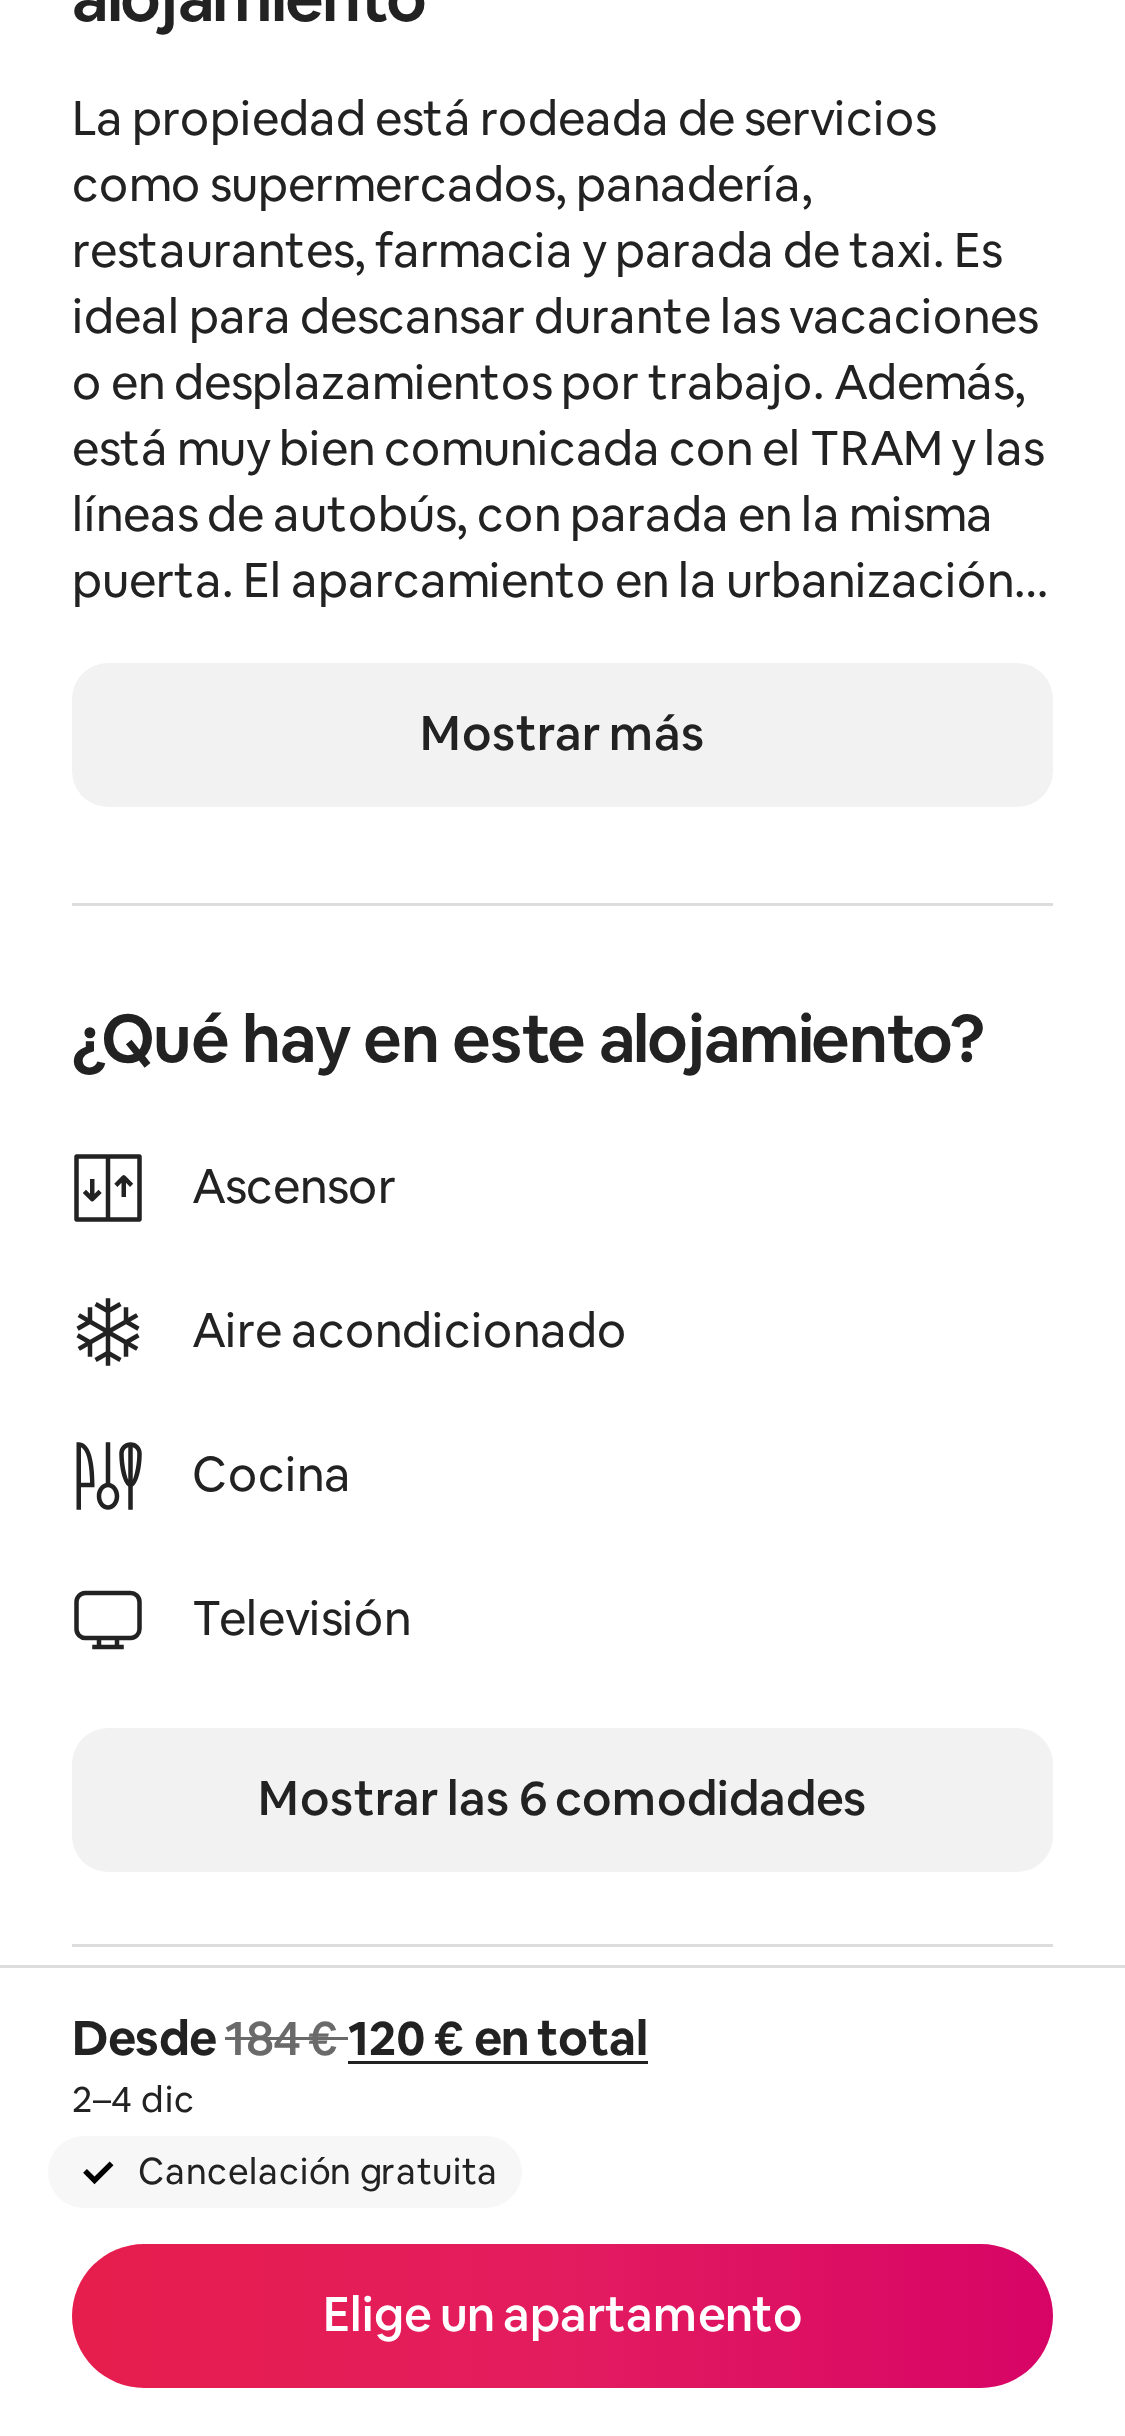 alojamiento
La propiedad está rodeada de servicios
como supermercados, panadería,
restaurantes, farmacia y parada de taxi. Es
ideal para descansar durante las vacaciones
o en desplazamientos por trabajo. Además,
está muy bien comunicada con el TRAM y las
líneas de autobús, con parada en la misma
puerta. El aparcamiento en la urbanización...
Mostrar más
¿Qué hay en este alojamiento?
Ascensor
Aire acondicionado
Cocina
Televisión
Mostrar las 6 comodidades
Desde 184 € 120 € en total
2–4 dic
Cancelación gratuita
Elige un apartamento